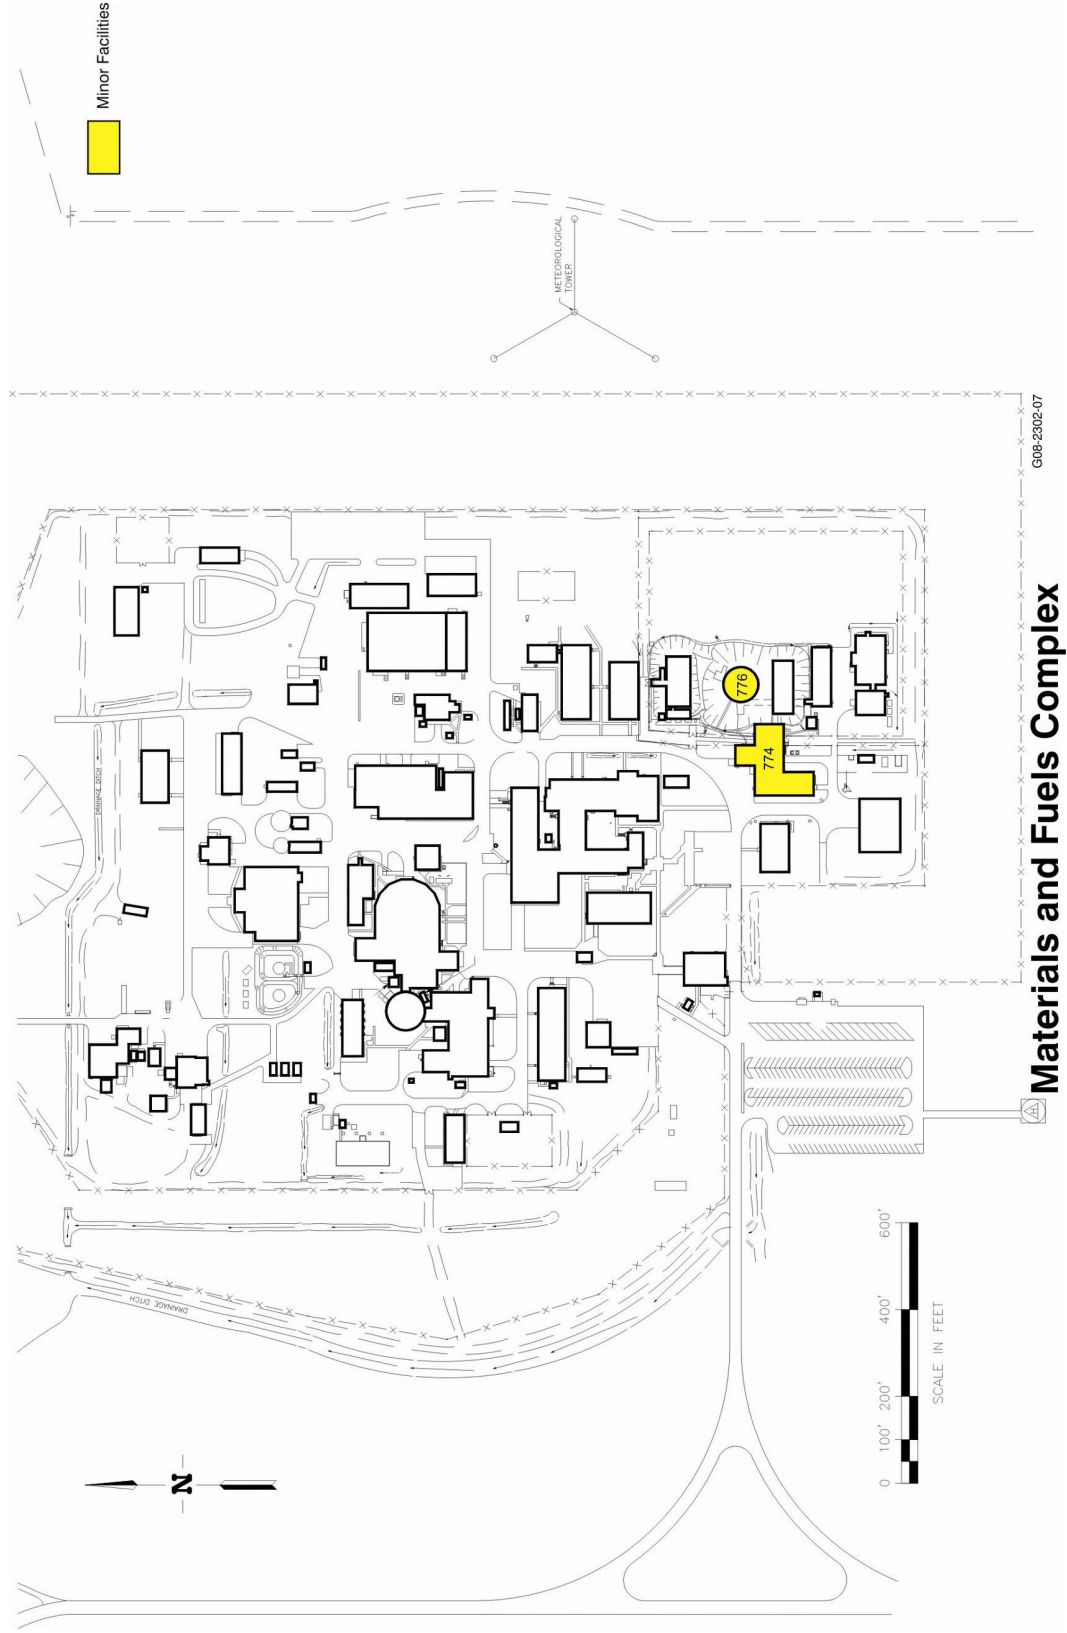 Minor Facilities
METEOROLOGICAL
TOWER
DRAINAGE DITCH
776
774
DRAINAGE DITCH
N
H
0 100' 200' 400' 600'
SCALE IN FEET
G08-2302-07
Materials and Fuels Complex